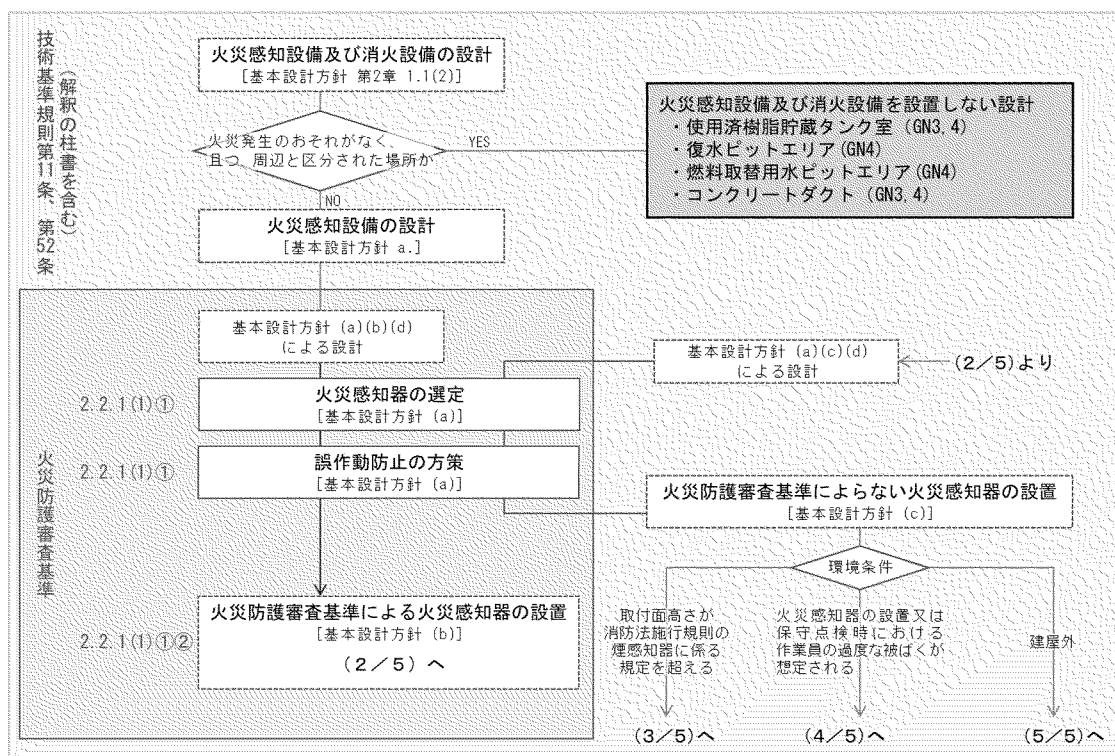 技術基準規則第11条、第52条
(解釈の柱書を含む)
火災感知設備及び消火設備の設計
[基本設計方針 第2章 1.1(2)]
火災発生のおそれがなく、
且つ、周辺と区分された場所か
YES
火災感知設備及び消火設備を設置しない設計
・使用済樹脂貯蔵タンク室 (GN3,4)
・復水ピットエリア(GN4)
・燃料取替用水ピットエリア(GN4)
・コンクリートダクト (GN3,4)
NO
火災感知設備の設計
[基本設計方針 a.]
火災防護審査基準
基本設計方針 (a)(b)(d)
による設計
基本設計方針 (a)(c)(d)
による設計
(2/5)より
2.2.1(1)①
火災感知器の選定
[基本設計方針 (a)]
2.2.1(1)①
誤作動防止の方策
[基本設計方針 (a)]
火災防護審査基準によらない火災感知器の設置
[基本設計方針 (c)]
環境条件
2.2.1(1)①②
火災防護審査基準による火災感知器の設置
[基本設計方針 (b)]
(2/5)へ
取付面高さが
消防法施行規則の
煙感知器に係る
規定を超える
火災感知器の設置又は
保守点検時における
作業員の過度な被ばくが
想定される
建屋外
(3/5)へ
(4/5)へ
(5/5)へ